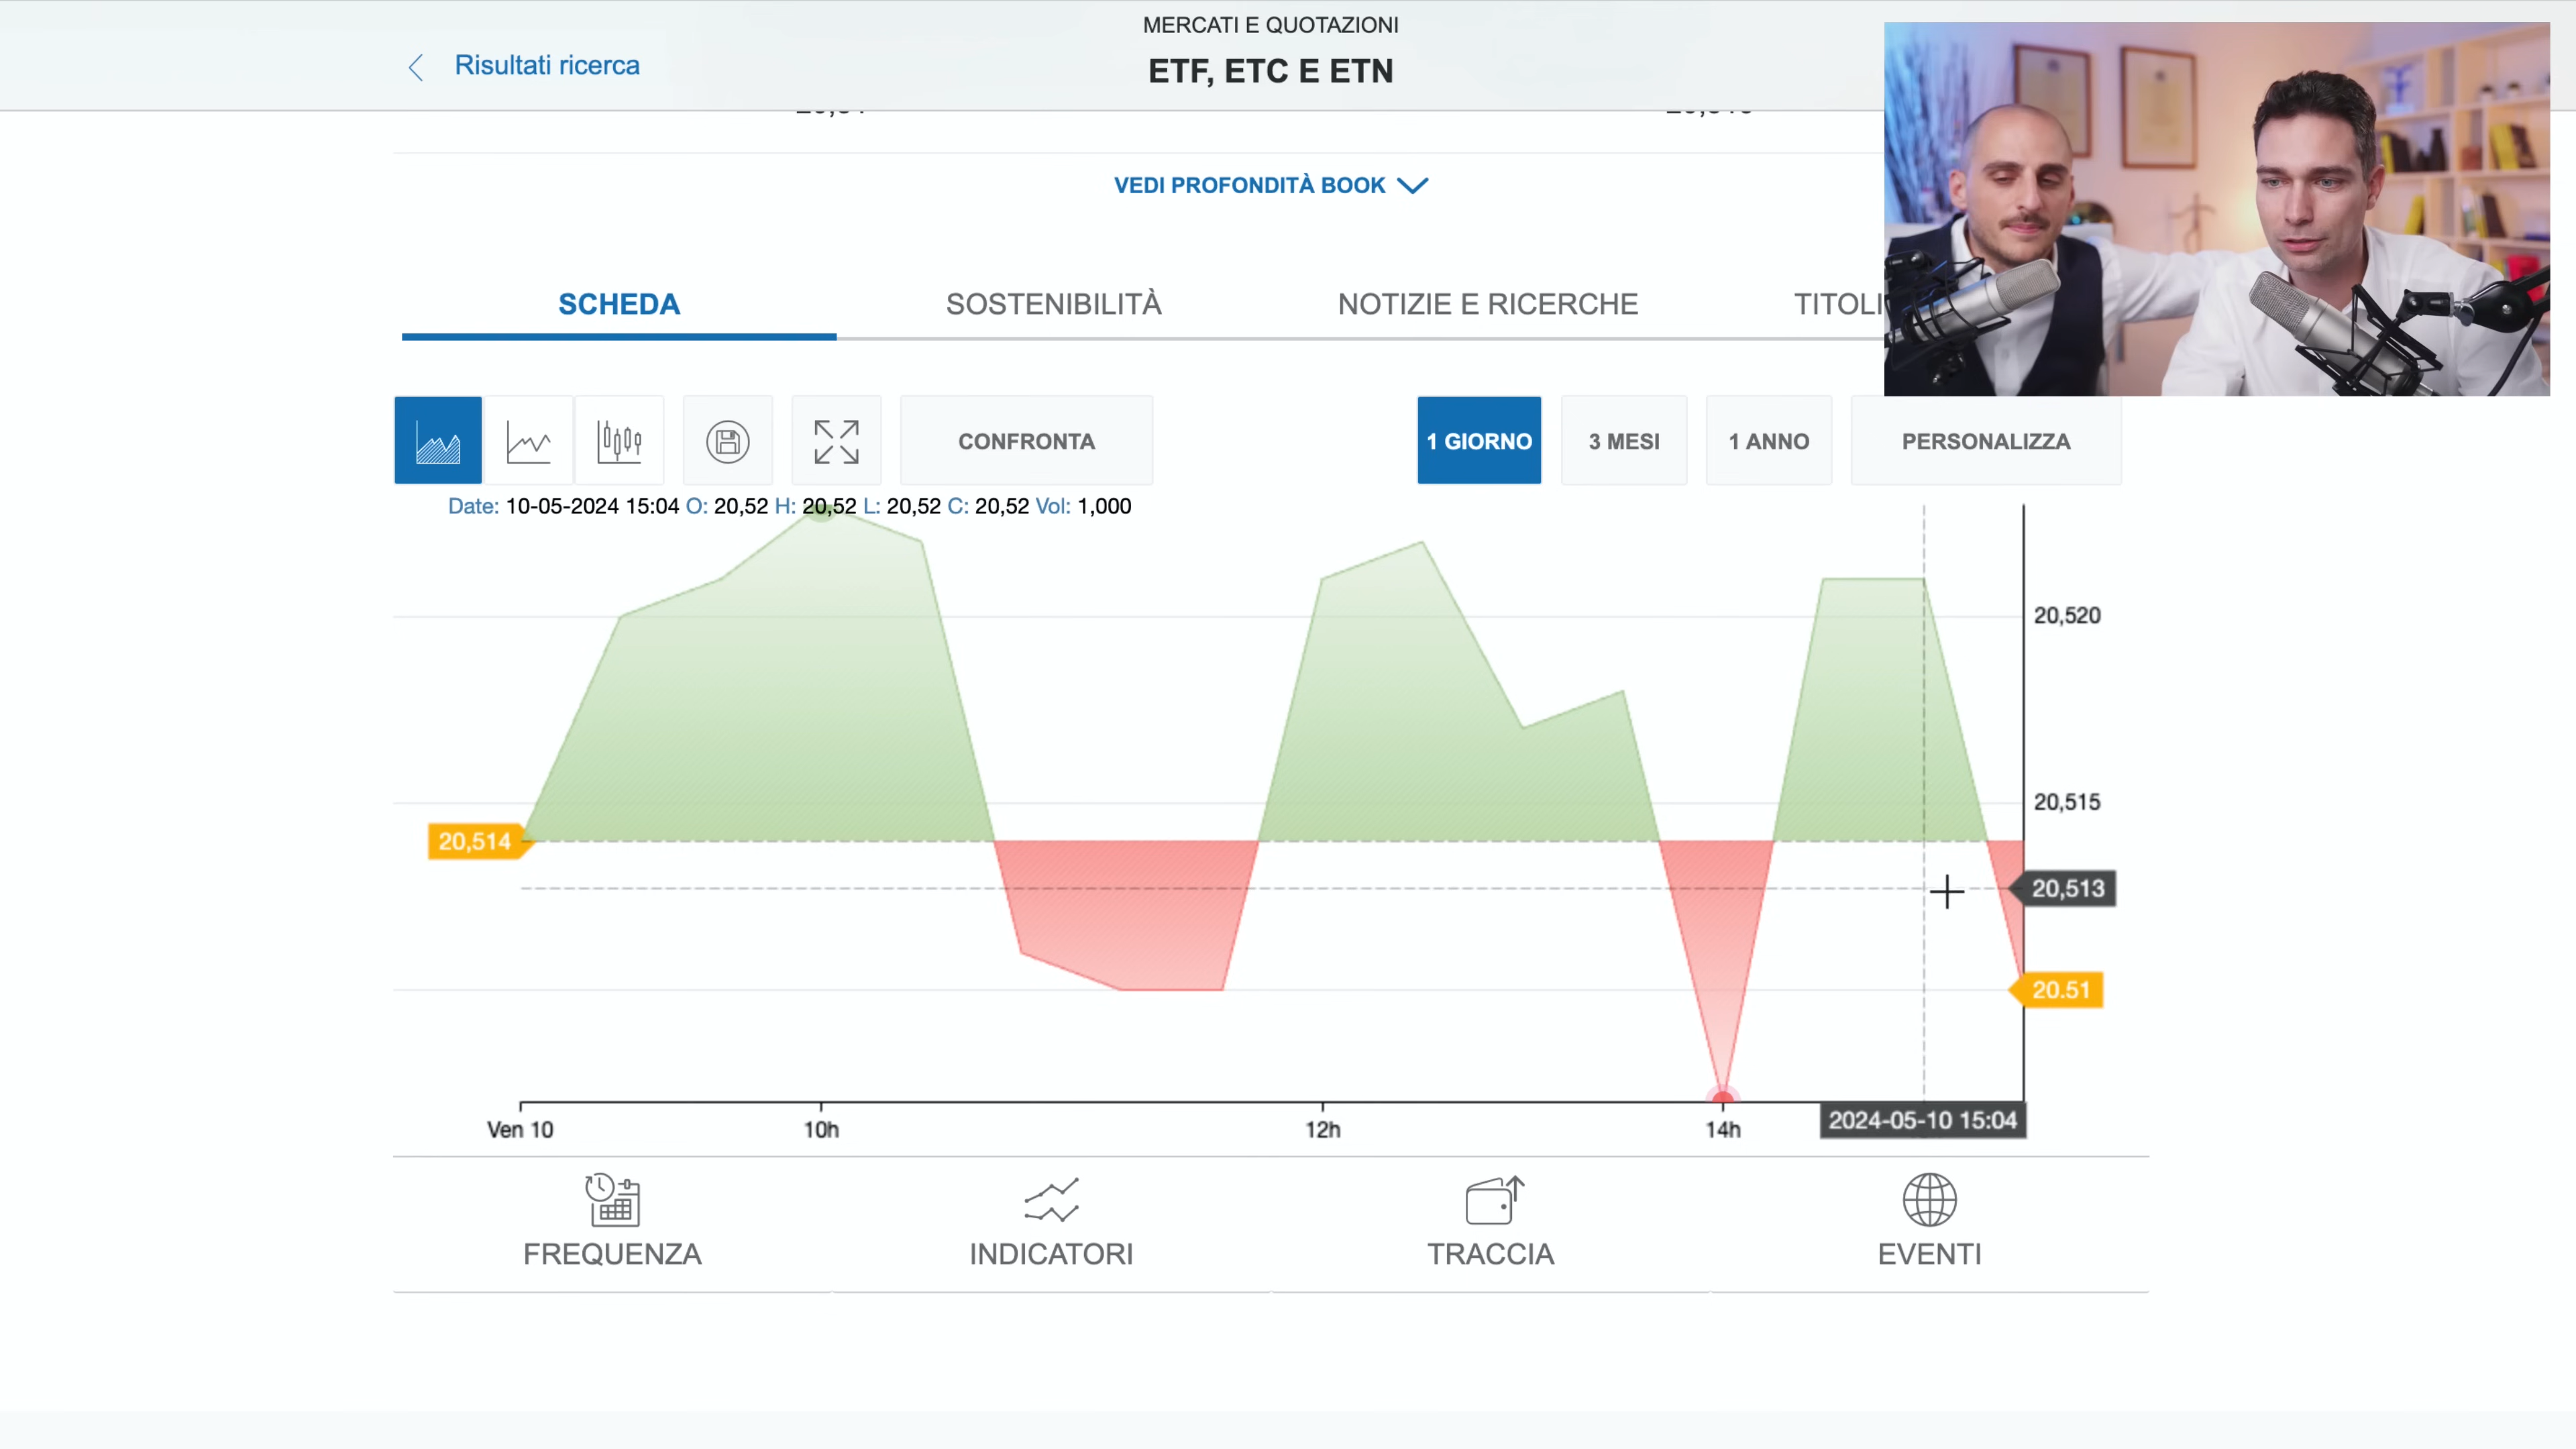 MERCATI E QUOTAZIONI
Risultati ricerca
ETF, ETC E ETN
VEDI PROFONDITÀ BOOK
SCHEDA
SOSTENIBILITÀ
NOTIZIE E RICERCHE
TITOLI
CONFRONTA
1 GIORNO
3 MESI
1 ANNO
PERSONALIZZA
Date: 10-05-2024 15:04 O: 20,52 H: 20,52 L: 20,52 C: 20,52 Vol: 1,000
20,520
20,515
20,514
20,513
20.51
Ven 10
10h
12h
14h
2024-05-10 15:04
FREQUENZA
INDICATORI
TRACCIA
EVENTI